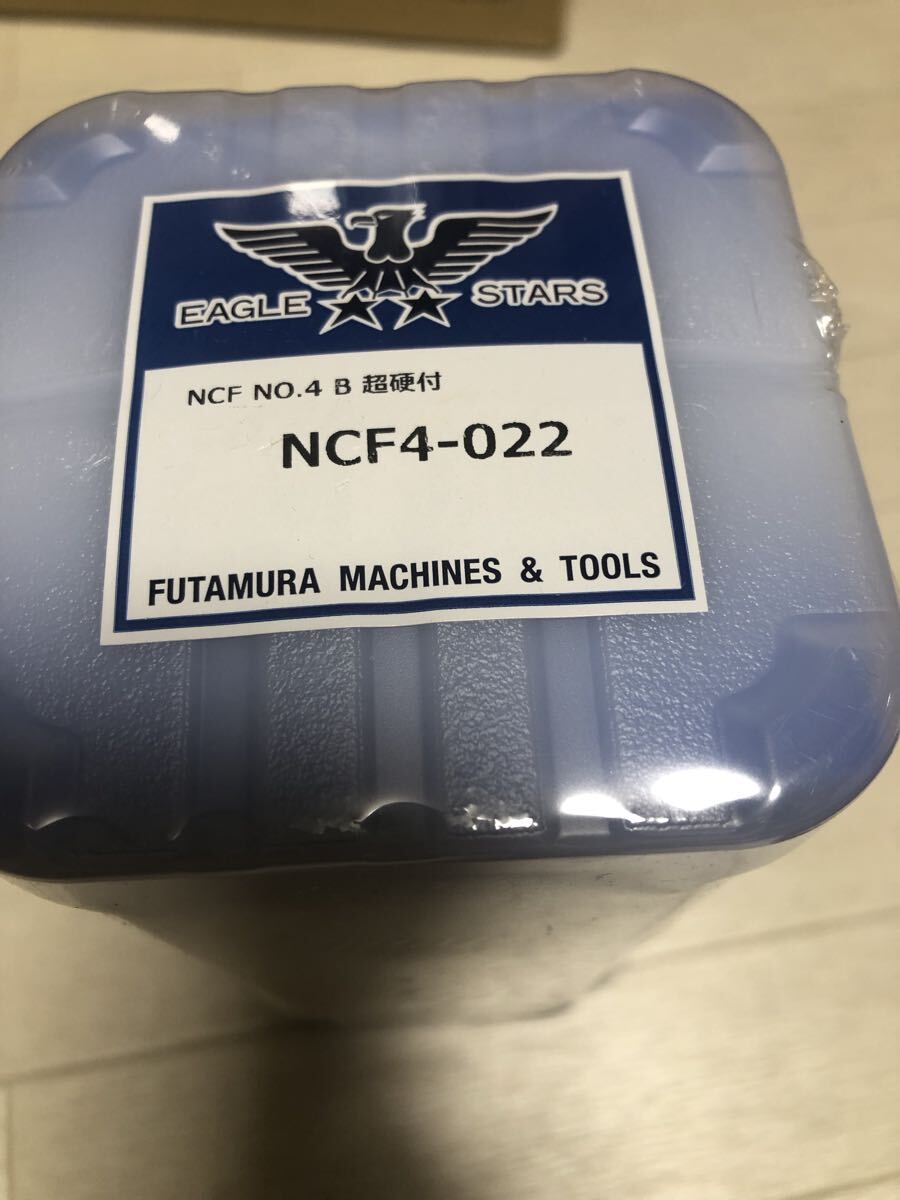 EAGLE STARS
NCF NO.4 B 超硬付
NCF4-022
FUTAMURA MACHINES & TOOLS